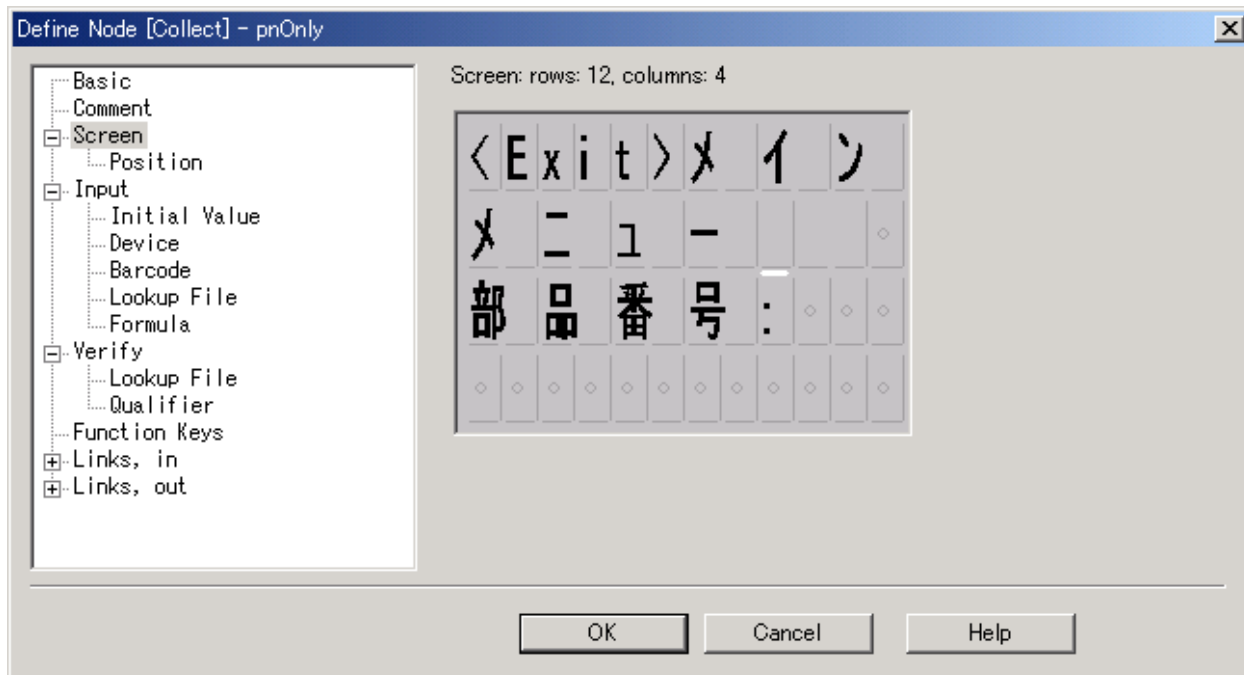 Define Node [Collect] - pnOnly
Basic
Comment
Screen
Position
Input
Initial Value
Device
Barcode
Lookup File
Formula
Verify
Lookup File
Qualifier
Function Keys
Links, in
Links, out
Screen: rows: 12, columns: 4
<Exit>メイン
メニュー
部品番号:
OK
Cancel
Help